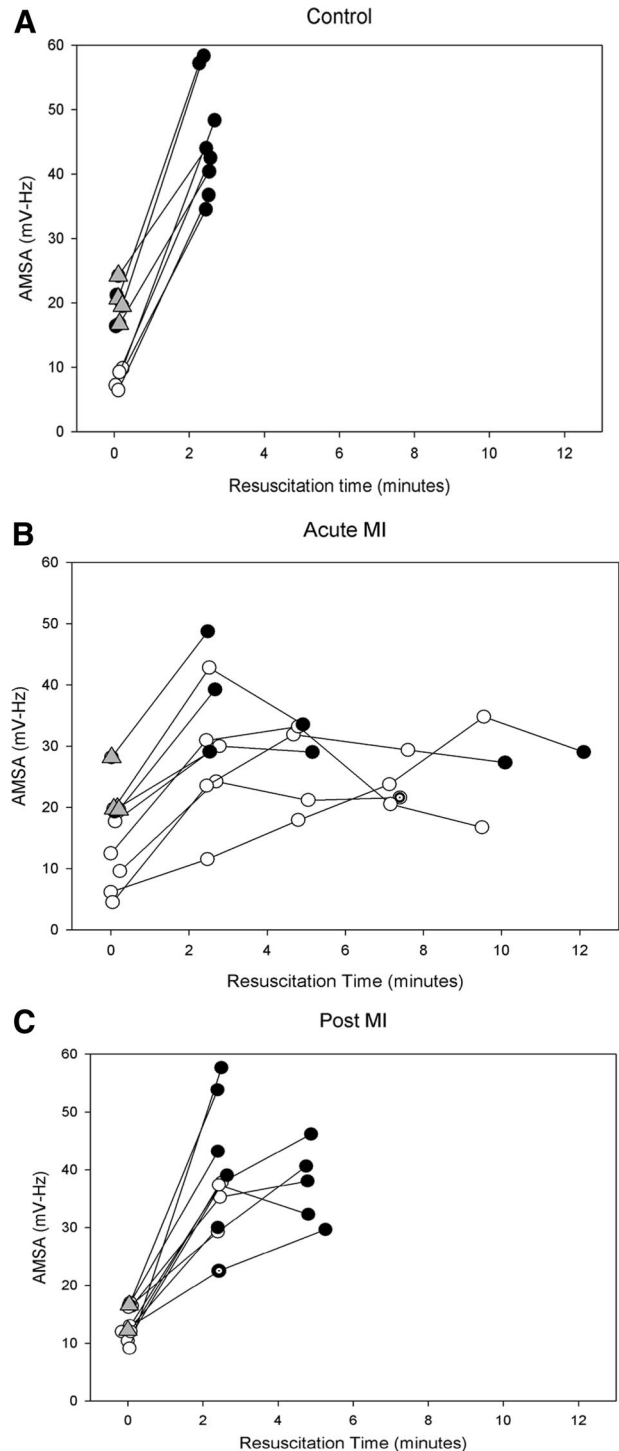 A
Control
60
50
40
30
20
10
0
AMSA (mV-Hz)
0 2 4 6 8 10 12
Resuscitation time (minutes)
B
Acute MI
60
50
40
30
20
10
0
AMSA (mV-Hz)
0 2 4 6 8 10 12
Resuscitation Time (minutes)
C
Post MI
60
50
40
30
20
10
0
AMSA (mV-Hz)
0 2 4 6 8 10 12
Resuscitation Time (minutes)